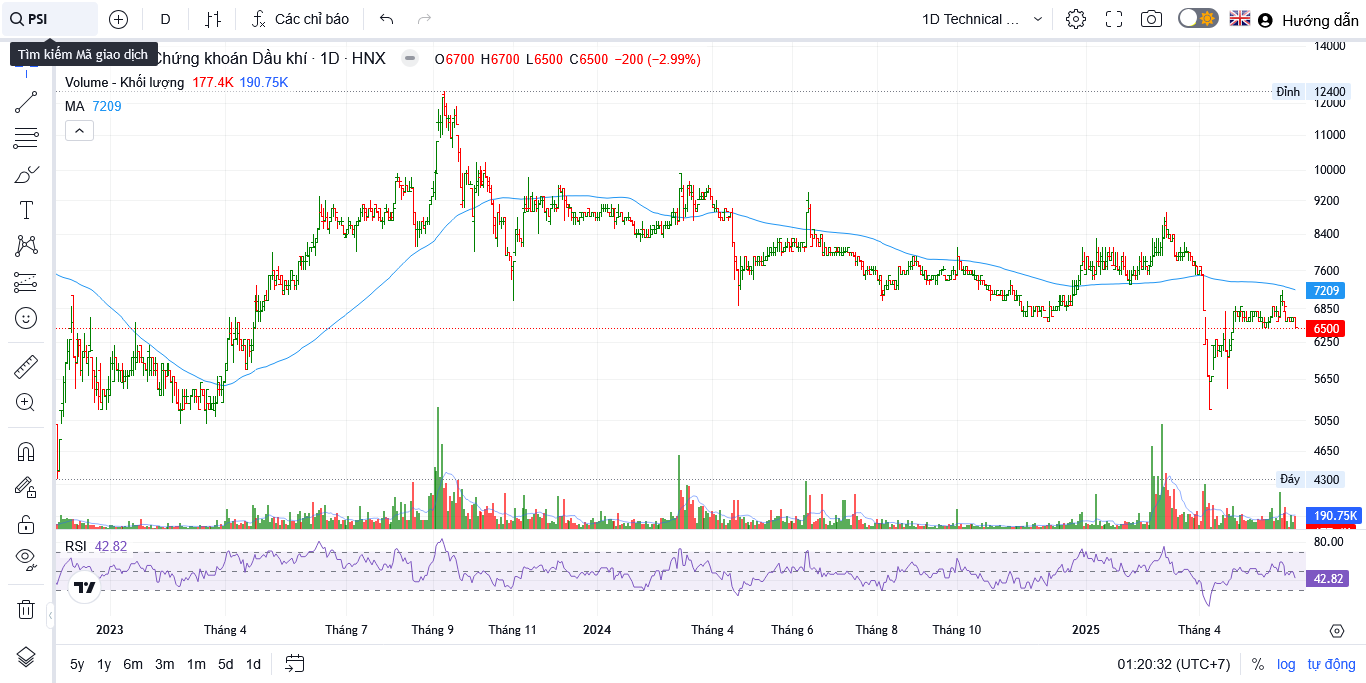 PSI
D
Các chỉ báo
1D Technical ...
Hướng dẫn
Tìm kiếm Mã giao dịch
Chứng khoán Dầu khí · 1D · HNX
O6700 H6700 L6500 C6500 −200 (−2.99%)
Volume - Khối lượng 177.4K 190.75K
MA 7209
14000
Đỉnh 12400
12000
11000
10000
9200
8400
7600
7209
6850
6500
6250
5650
5050
4650
Đáy 4300
190.75K
RSI 42.82
80.00
42.82
2023 Tháng 4 Tháng 7 Tháng 9 Tháng 11 2024 Tháng 4 Tháng 6 Tháng 8 Tháng 10 2025 Tháng 4
5y 1y 6m 3m 1m 5d 1d
01:20:32 (UTC+7) % log tự động